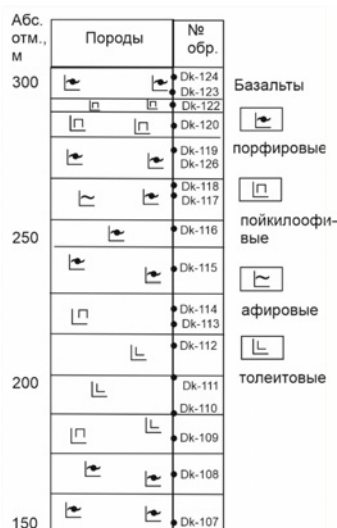 Абс.
отм.,
м
Породы
№
обр.
300
250
200
150
Dk-124
Dk-123
Dk-122
Dk-120
Dk-119
Dk-126
Dk-118
Dk-117
Dk-116
Dk-115
Dk-114
Dk-113
Dk-112
Dk-111
Dk-110
Dk-109
Dk-108
Dk-107
Базальты
порфировые
пойкилоофи-
вые
афировые
толеитовые